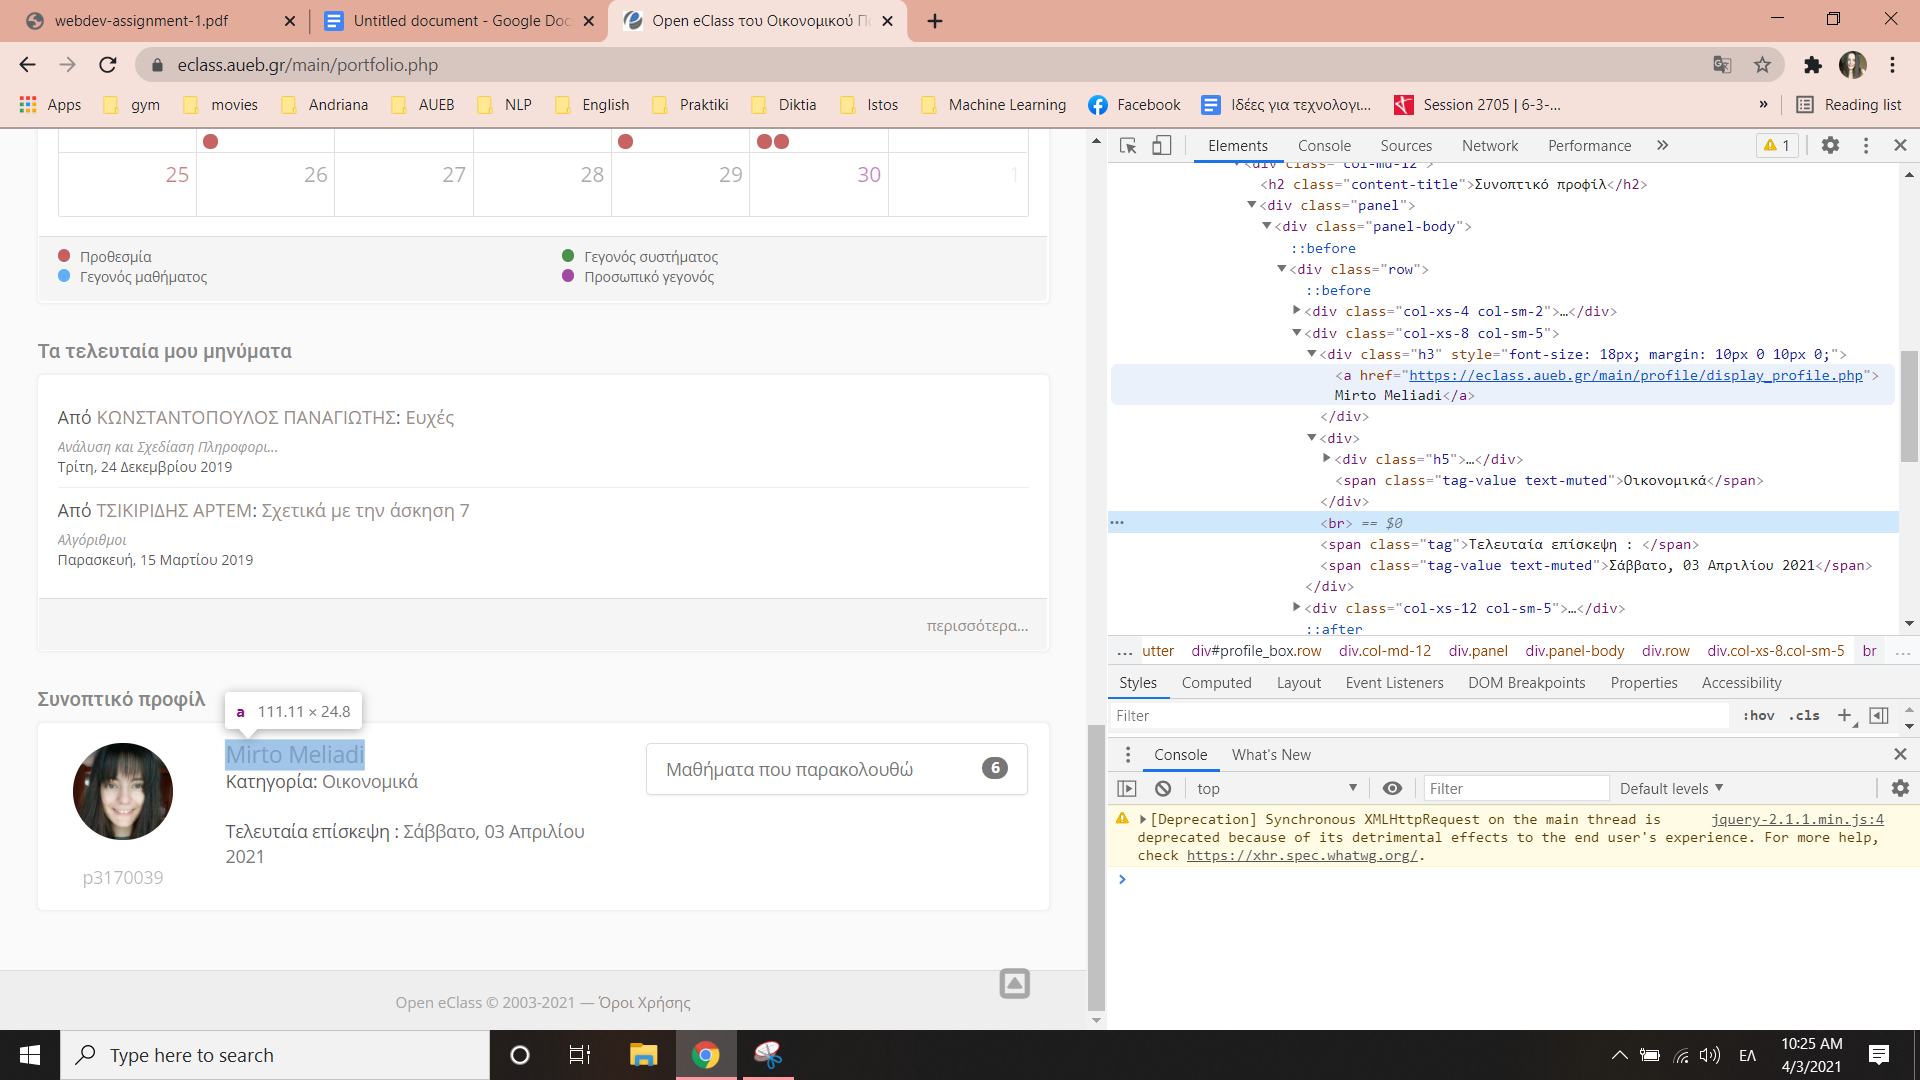 webdev-assignment-1.pdf
Untitled document - Google Doc
Open eClass του Οικονομικού Πα
eclass.aueb.gr/main/portfolio.php
Apps gym movies Andriana AUEB NLP English Praktiki Diktia Istos Machine Learning Facebook Ιδέες για τεχνολογι... Session 2705 | 6-3-... » Reading list
25 26 27 28 29 30 1
Προθεσμία
Γεγονός συστήματος
Γεγονός μαθήματος
Προσωπικό γεγονός
Τα τελευταία μου μηνύματα
Από ΚΩΝΣΤΑΝΤΟΠΟΥΛΟΣ ΠΑΝΑΓΙΩΤΗΣ: Ευχές
Ανάλυση και Σχεδίαση Πληροφορι...
Τρίτη, 24 Δεκεμβρίου 2019
Από ΤΣΙΚΙΡΙΔΗΣ ΑΡΤΕΜ: Σχετικά με την άσκηση 7
Αλγόριθμοι
Παρασκευή, 15 Μαρτίου 2019
περισσότερα...
Συνοπτικό προφίλ
a 111.11 × 24.8
Mirto Meliadi
Κατηγορία: Οικονομικά
Τελευταία επίσκεψη : Σάββατο, 03 Απριλίου
2021
p3170039
Μαθήματα που παρακολουθώ 6
Open eClass © 2003-2021 — Όροι Χρήσης
Elements Console Sources Network Performance » 1
<div class="col-md-12">
<h2 class="content-title">Συνοπτικό προφίλ</h2>
<div class="panel">
<div class="panel-body">
::before
<div class="row">
::before
<div class="col-xs-4 col-sm-2">…</div>
<div class="col-xs-8 col-sm-5">
<div class="h3" style="font-size: 18px; margin: 10px 0 10px 0;">
<a href="https://eclass.aueb.gr/main/profile/display_profile.php">
Mirto Meliadi</a>
</div>
<div>
<div class="h5">…</div>
<span class="tag-value text-muted">Οικονομικά</span>
</div>
... <br> == $0
<span class="tag">Τελευταία επίσκεψη : </span>
<span class="tag-value text-muted">Σάββατο, 03 Απριλίου 2021</span>
</div>
<div class="col-xs-12 col-sm-5">…</div>
::after
... utter div#profile_box.row div.col-md-12 div.panel div.panel-body div.row div.col-xs-8.col-sm-5 br ...
Styles Computed Layout Event Listeners DOM Breakpoints Properties Accessibility
Filter :hov .cls +
Console What's New
top Filter Default levels
[Deprecation] Synchronous XMLHttpRequest on the main thread is jquery-2.1.1.min.js:4
deprecated because of its detrimental effects to the end user's experience. For more help,
check https://xhr.spec.whatwg.org/.
Type here to search
ΕΛ
10:25 AM
4/3/2021